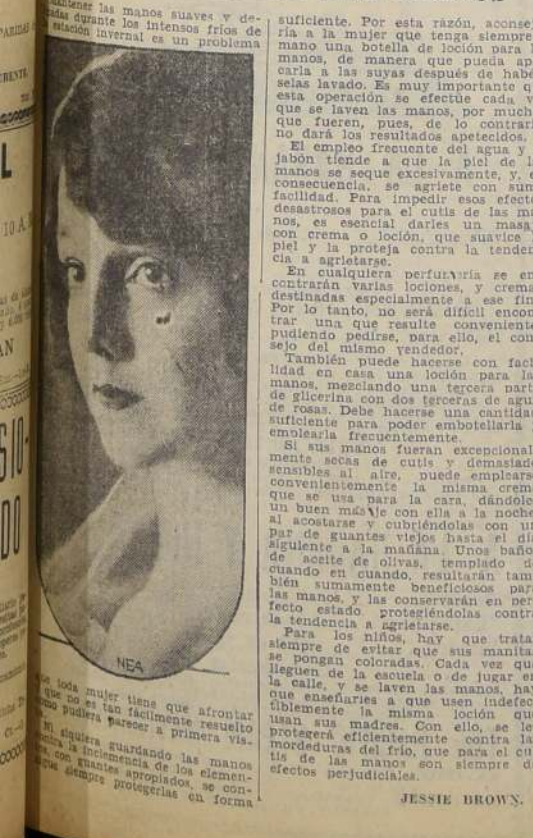 mantener las manos suaves y de-
durante los intensos fríos de
estación invernal es un problema
NEA
que toda mujer tiene que afrontar
que no es tan fácilmente resuelto
como pudiera parecer a primera vis-
Ni siquiera guardando las manos
contra la inclemencia de los elemen-
con guantes apropiados, se con-
sigue siempre protegerlas en forma
suficiente. Por esta razón, aconse
ría a la mujer que tenga siempre
mano una botella de loción para l
manos, de manera que pueda ap
carla a las suyas después de habé
selas lavado. Es muy importante q
esta operación se efectúe cada v
que se laven las manos, por much
que fueren, pues, de lo contrari
no dará los resultados apetecidos.
El empleo frecuente del agua y
jabón tiende a que la piel de l
manos se seque excesivamente, y, e
consecuencia, se agriete con sum
facilidad. Para impedir esos efecto
desastrosos para el cutis de las ma
nos, es esencial darles un masa
con crema o loción, que suavice l
piel y la proteja contra la tenden
cia a agrietarse.
En cualquiera perfumería se en
contrarán varias lociones, y crema
destinadas especialmente a ese fin
Por lo tanto, no será difícil encon
trar una que resulte conveniente
pudiendo pedirse, para ello, el con
sejo del mismo vendedor.
También puede hacerse con faci
lidad en casa una loción para la
manos, mezclando una tercera part
de glicerina con dos terceras de agu
de rosas. Debe hacerse una cantida
suficiente para poder embotellarla
emplearla frecuentemente.
Si sus manos fueran excepcional
mente secas de cutis y demasiado
sensibles al aire, puede emplearse
convenientemente la misma crem
que se usa para la cara, dándole
un buen masaje con ella a la noche
al acostarse y cubriéndolas con u
par de guantes viejos hasta el dí
siguiente a la mañana. Unos baño
de aceite de olivas, templado d
cuando en cuando, resultarán tam
bién sumamente beneficiosos par
las manos, y las conservarán en per
fecto estado protegiéndolas contr
la tendencia a agrietarse.
Para los niños, hay que trata
siempre de evitar que sus manita
se pongan coloradas. Cada vez que
lleguen de la escuela o de jugar en
la calle, y se laven las manos, ha
que enseñarles a que usen indefec
tiblemente la misma loción que
usan sus madres. Con ello, se le
protegerá eficientemente contra la
mordeduras del frío, que para el cu
tis de las manos son siempre d
efectos perjudiciales.
JESSIE BROWN.